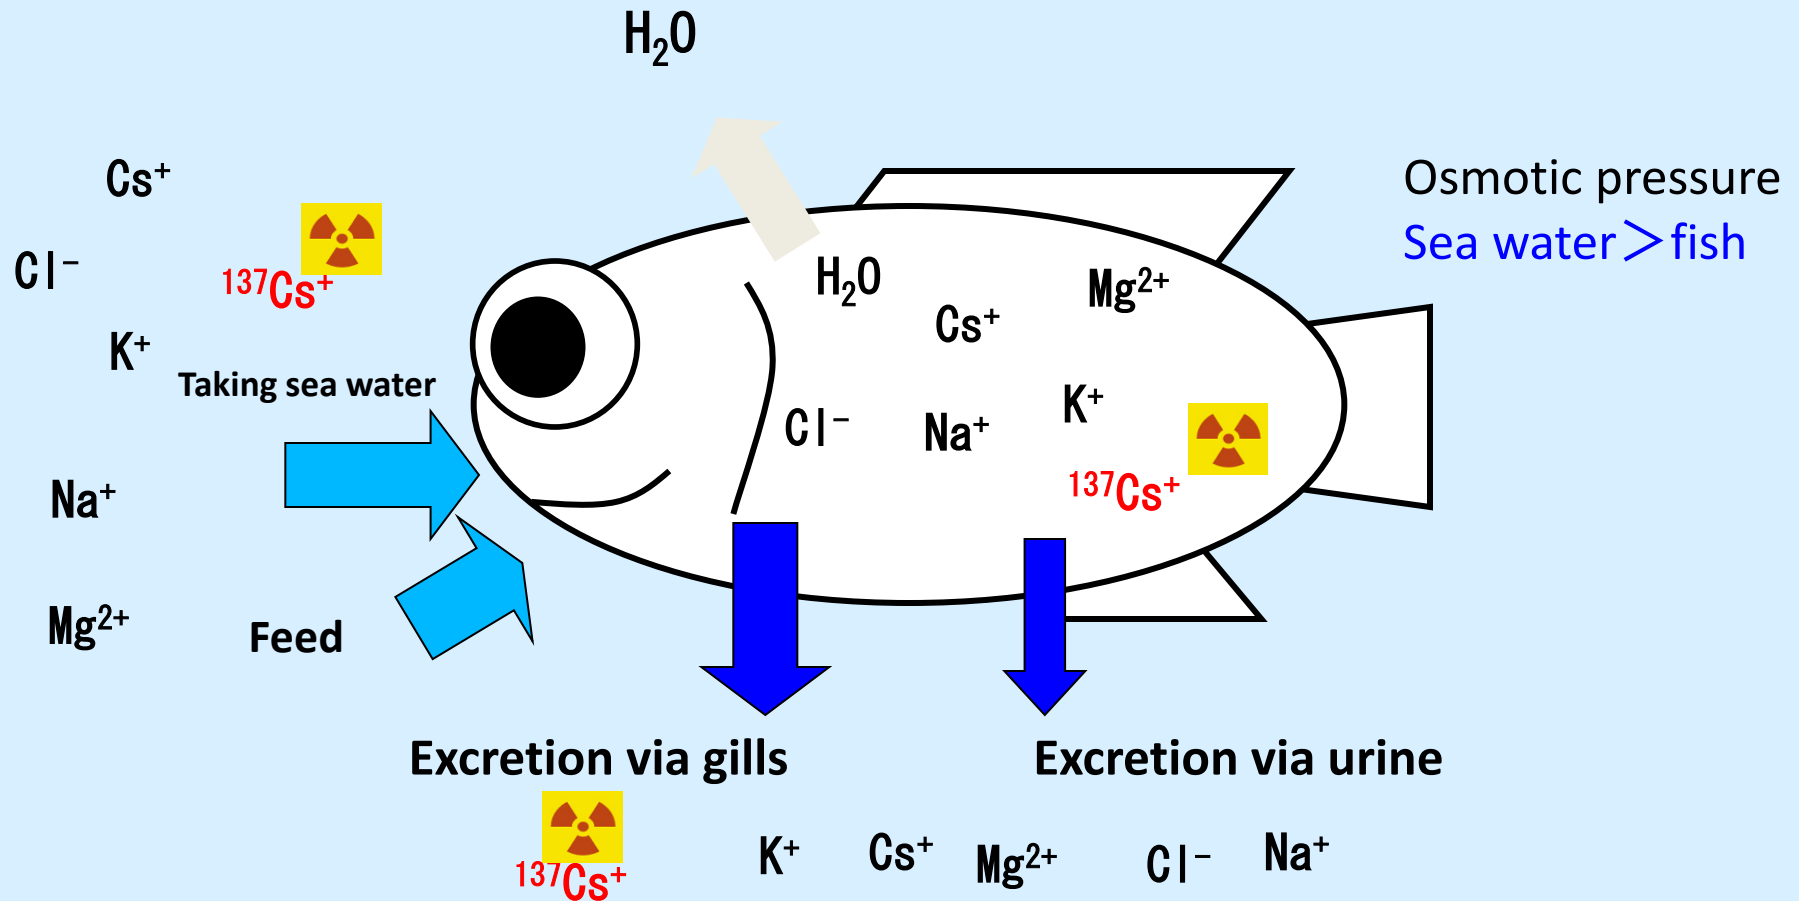 H₂O
Cs⁺
Osmotic pressure
Sea water＞fish
Cl⁻
¹³⁷Cs⁺
H₂O
Mg²⁺
Cs⁺
K⁺
Taking sea water
K⁺
Cl⁻
Na⁺
¹³⁷Cs⁺
Na⁺
Mg²⁺
Feed
Excretion via gills
Excretion via urine
¹³⁷Cs⁺
K⁺
Cs⁺
Mg²⁺
Cl⁻
Na⁺